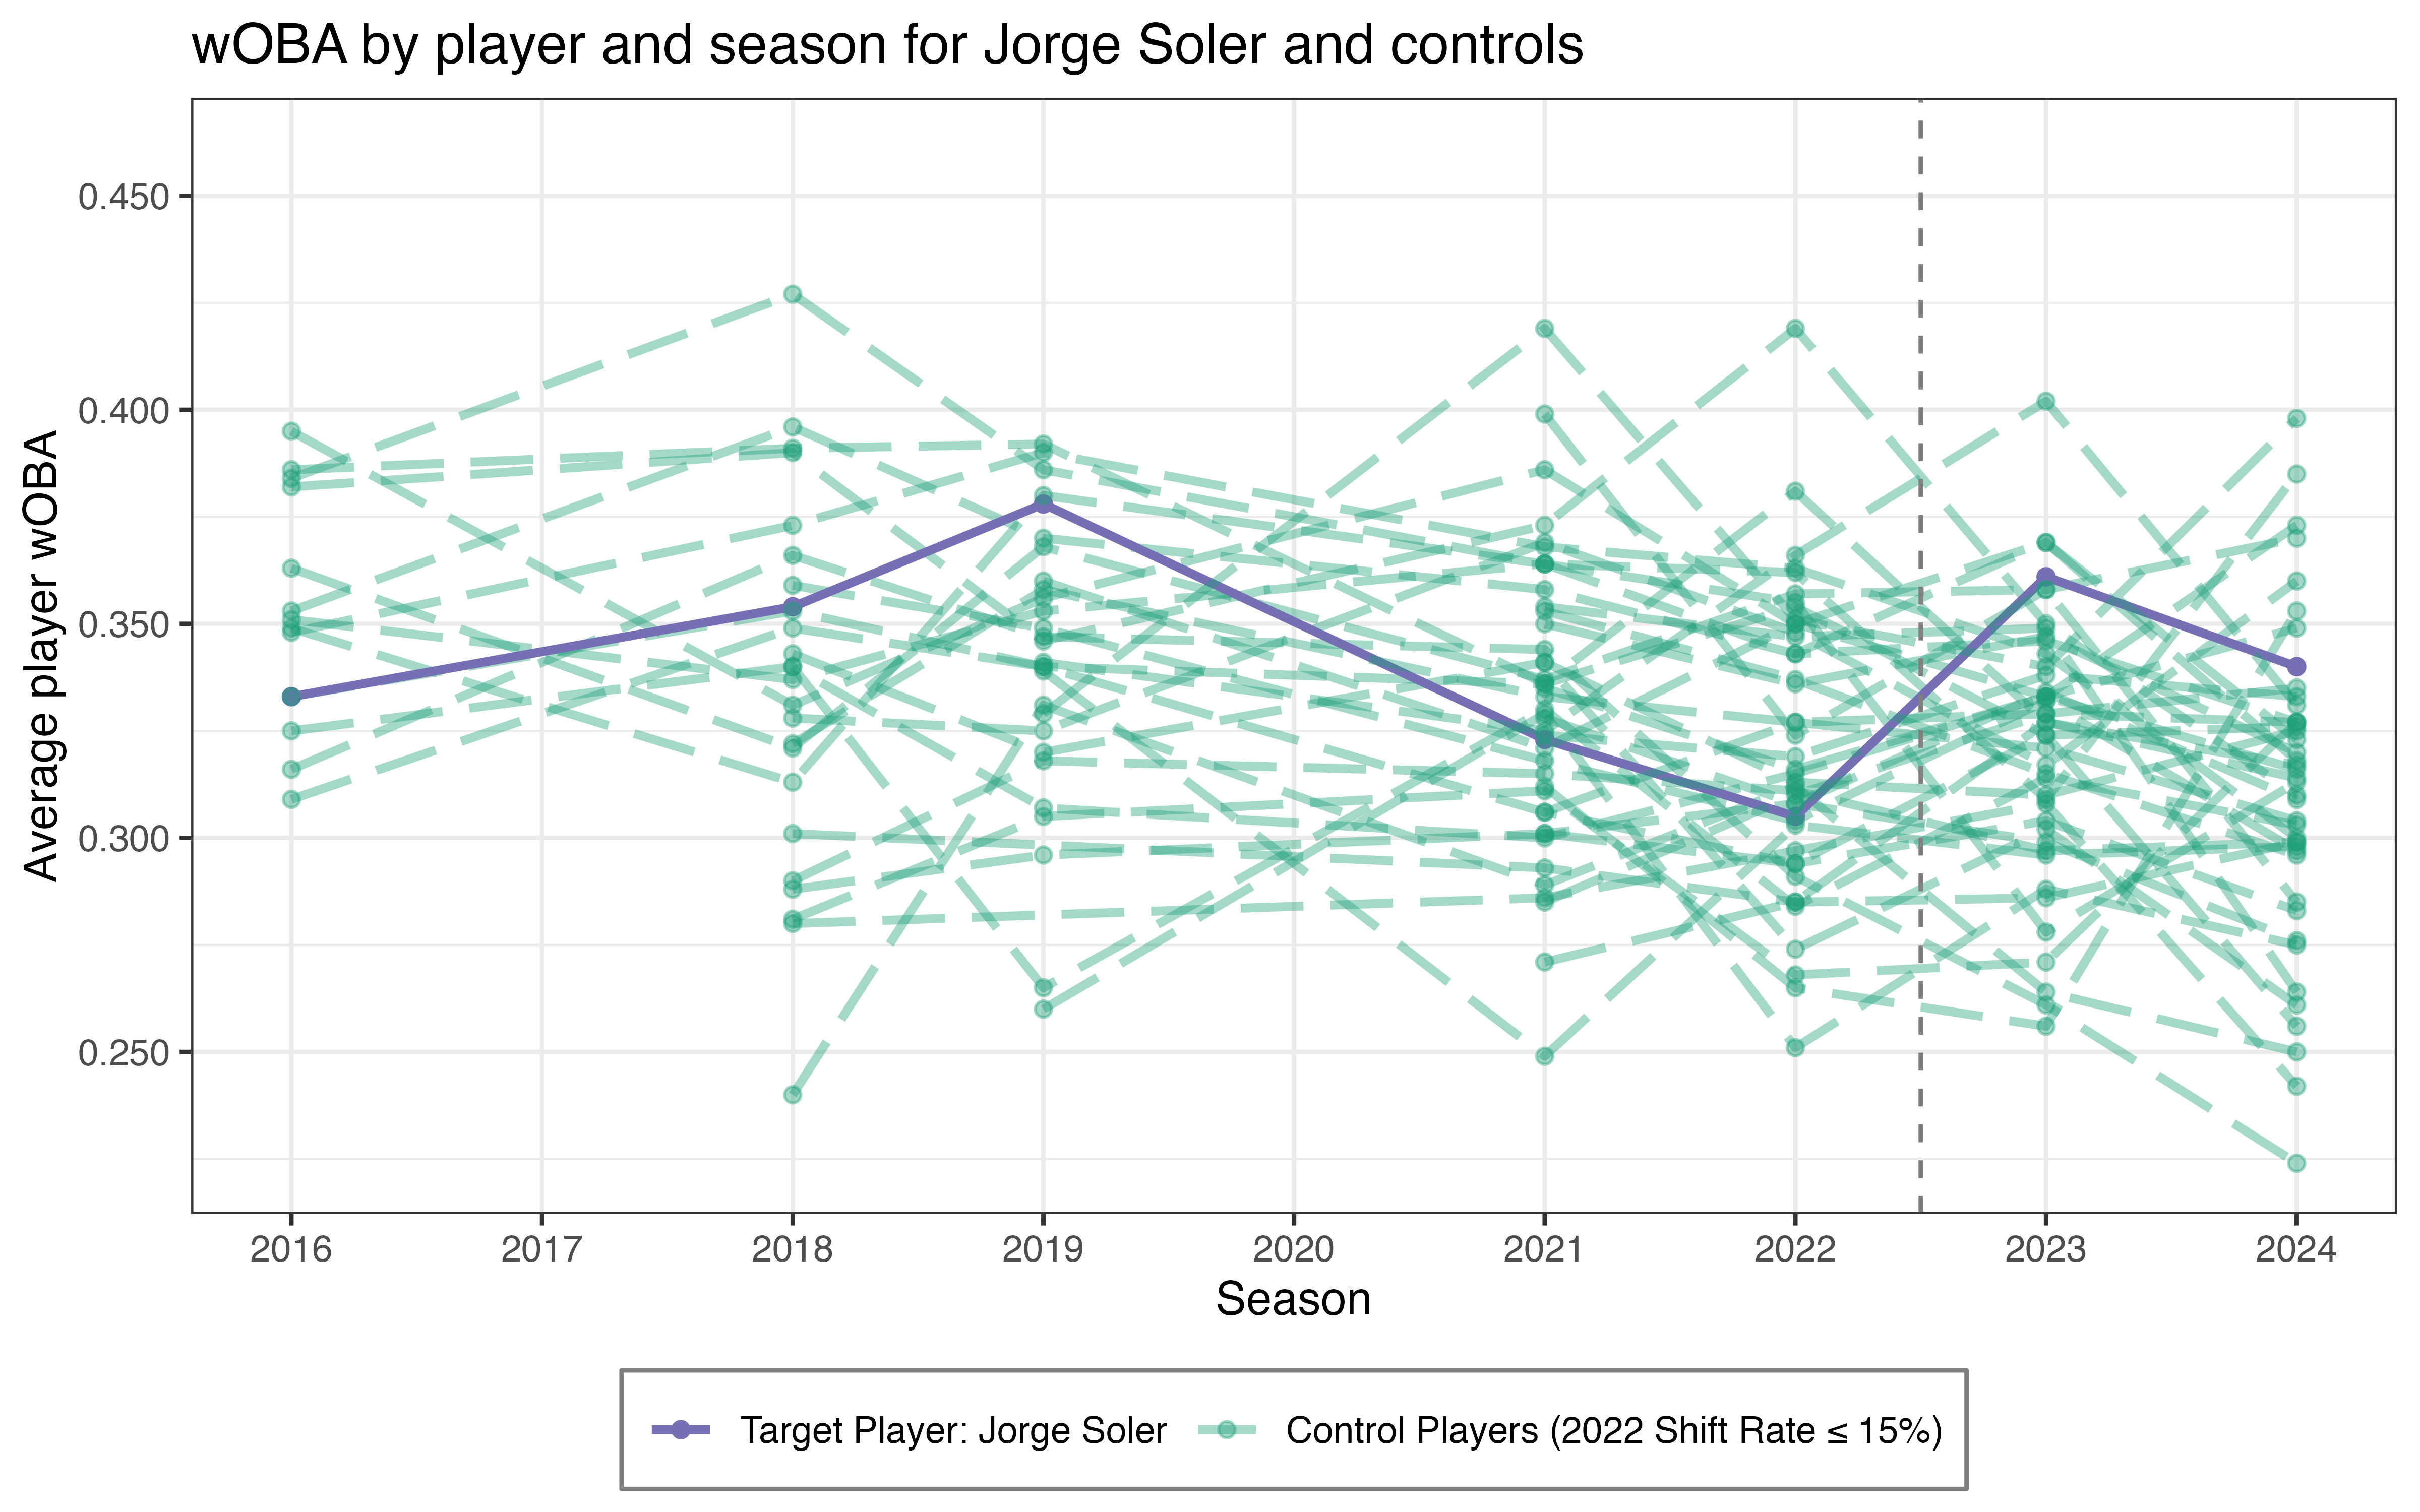 wOBA by player and season for Jorge Soler and controls
Average player wOBA
0.450
0.400
0.350
0.300
0.250
2016 2017 2018 2019 2020 2021 2022 2023 2024
Season
Target Player: Jorge Soler Control Players (2022 Shift Rate ≤ 15%)